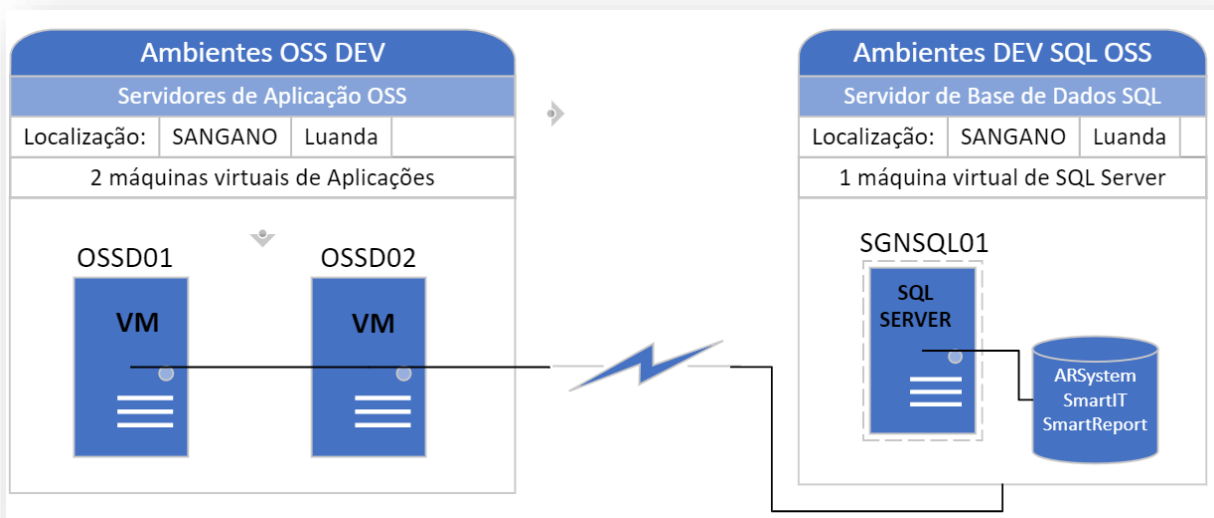 Ambientes OSS DEV
Servidores de Aplicação OSS
Localização: SANGANO Luanda
2 máquinas virtuais de Aplicações
OSSD01
OSSD02
VM
VM
Ambientes DEV SQL OSS
Servidor de Base de Dados SQL
Localização: SANGANO Luanda
1 máquina virtual de SQL Server
SGNSQL01
SQL
SERVER
ARSystem
SmartIT
SmartReport